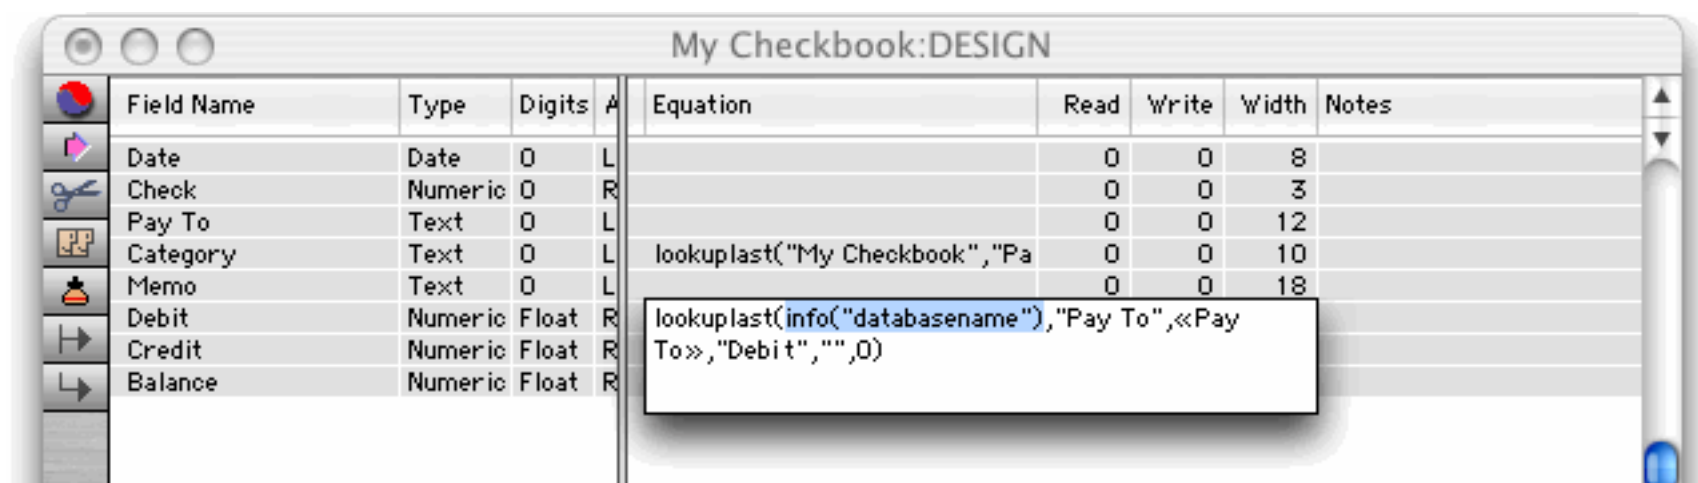 My Checkbook:DESIGN
Field Name Type Digits A Equation Read Write Width Notes
Date Date 0 L 0 0 8
Check Numeric 0 R 0 0 3
Pay To Text 0 L 0 0 12
Category Text 0 L lookuplast("My Checkbook","Pa 0 0 10
Memo Text 0 L 0 0 18
Debit Numeric Float R lookuplast(info("databasename"),"Pay To",«Pay
Credit Numeric Float R To»,"Debit","",0)
Balance Numeric Float R